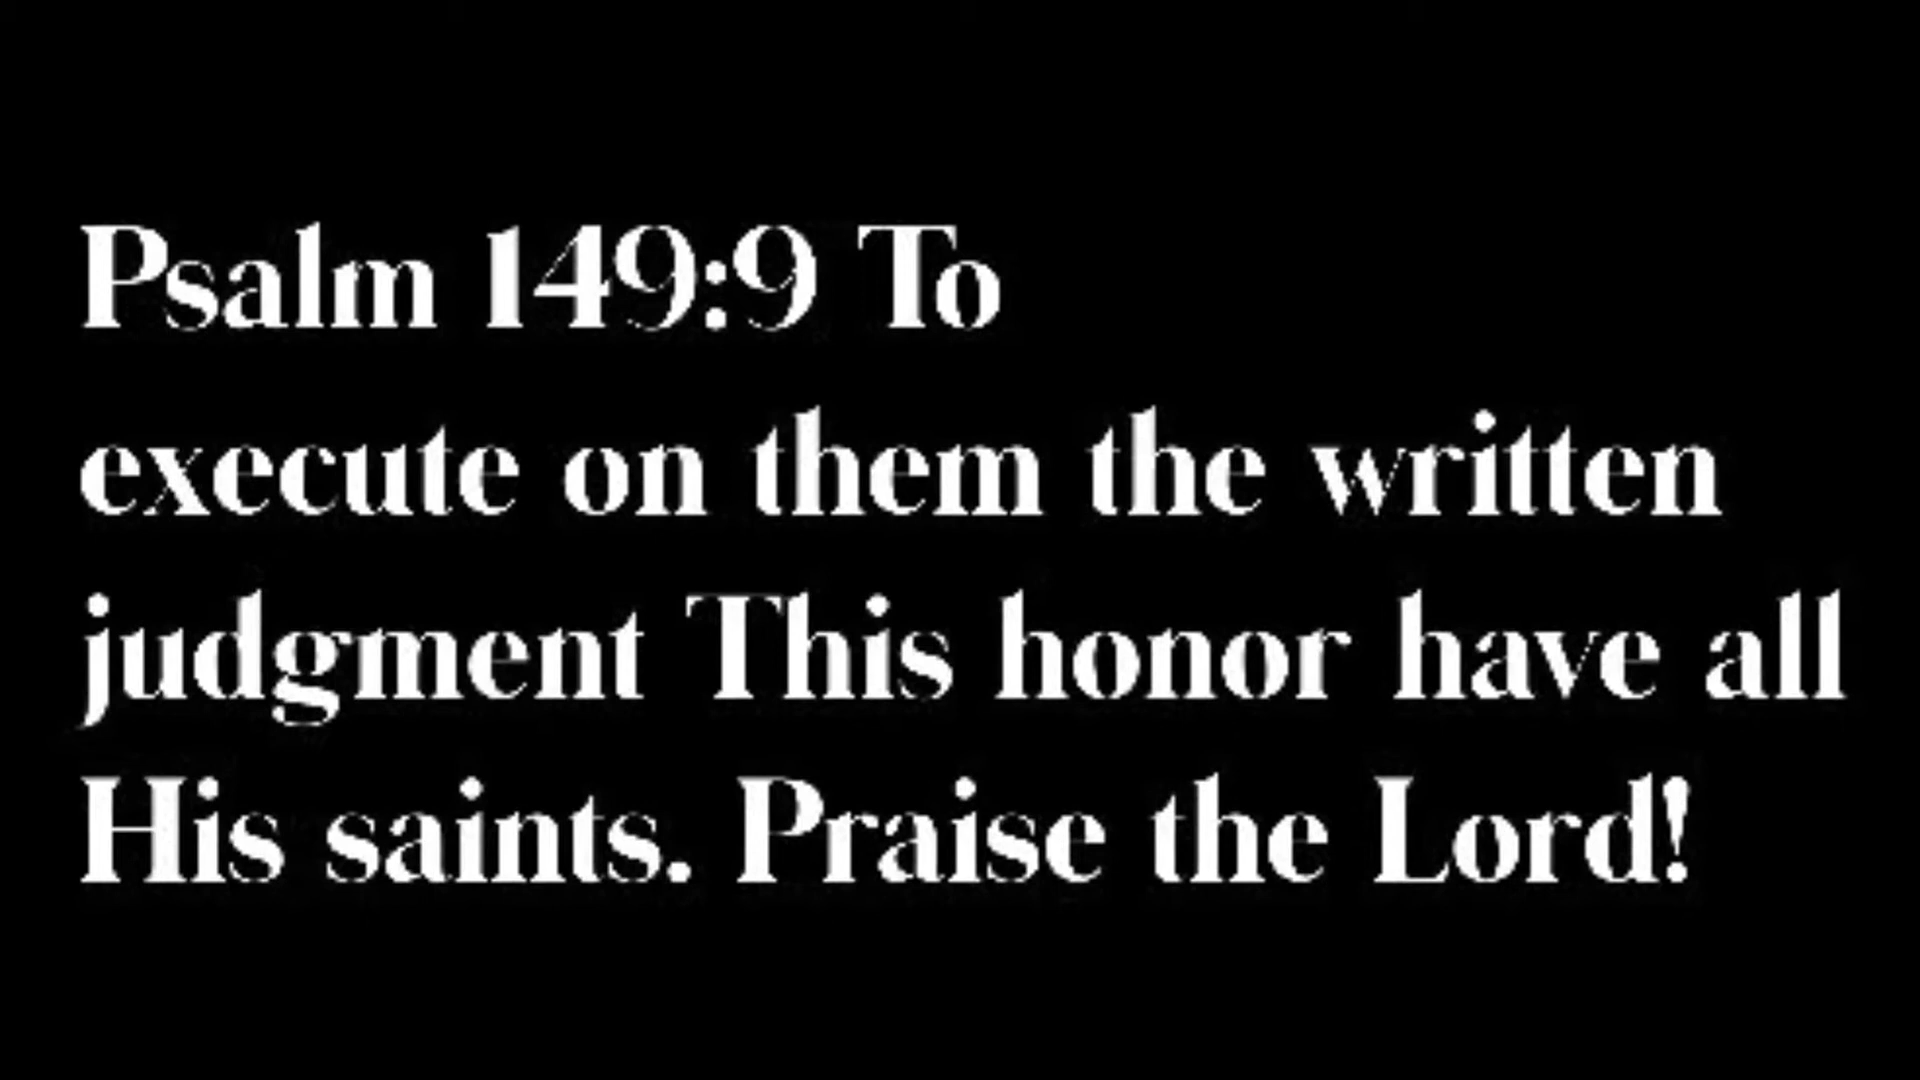 Psalm 149:9 To
execute on them the written
judgment This honor have all
His saints. Praise the Lord!